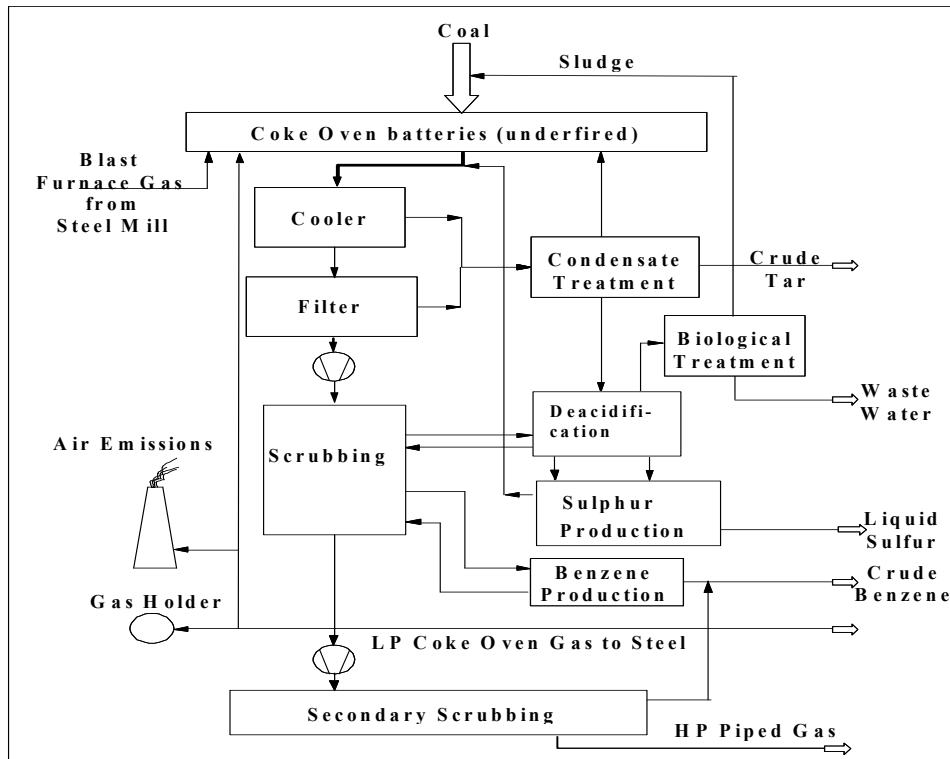 Coal
Sludge
Coke Oven batteries (underfired)
Blast
Furnace Gas
from
Steel Mill
Cooler
Condensate
Treatment
Crude
Tar
Filter
Biological
Treatment
Waste
Water
Deacidifi-
cation
Air Emissions
Scrubbing
Sulphur
Production
Liquid
Sulfur
Benzene
Production
Crude
Benzene
Gas Holder
LP Coke Oven Gas to Steel
Secondary Scrubbing
HP Piped Gas